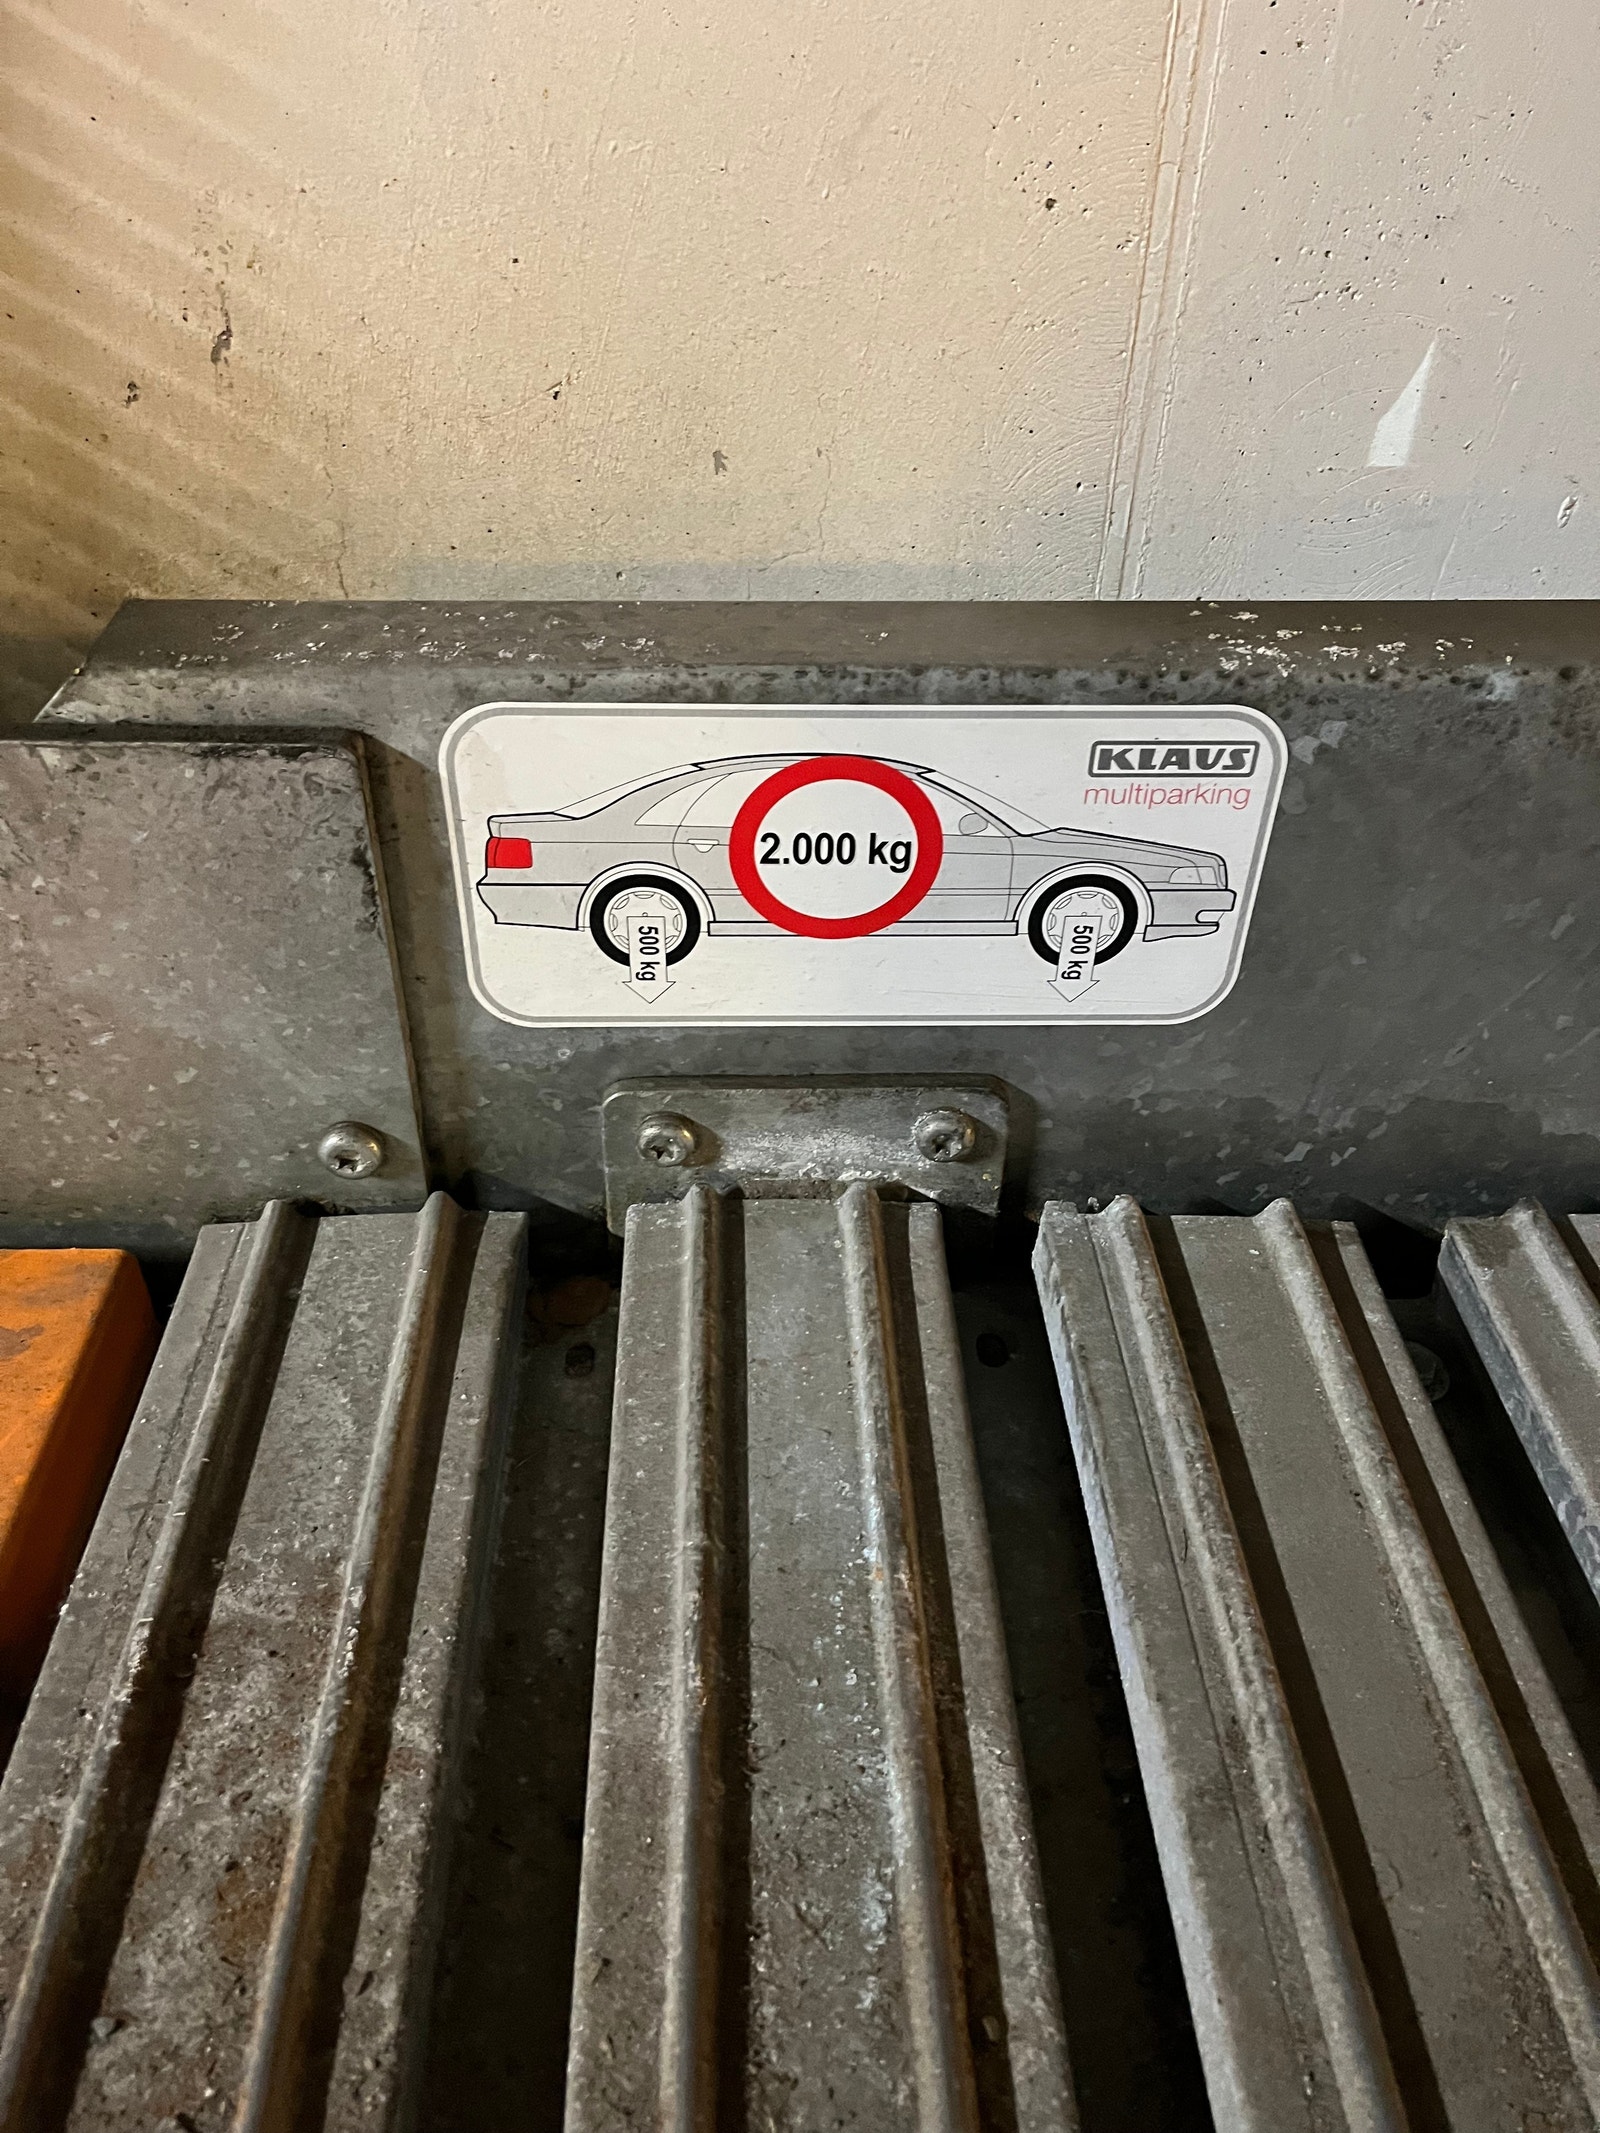 KLAUS
multiparking
2.000 kg
500 kg
500 kg